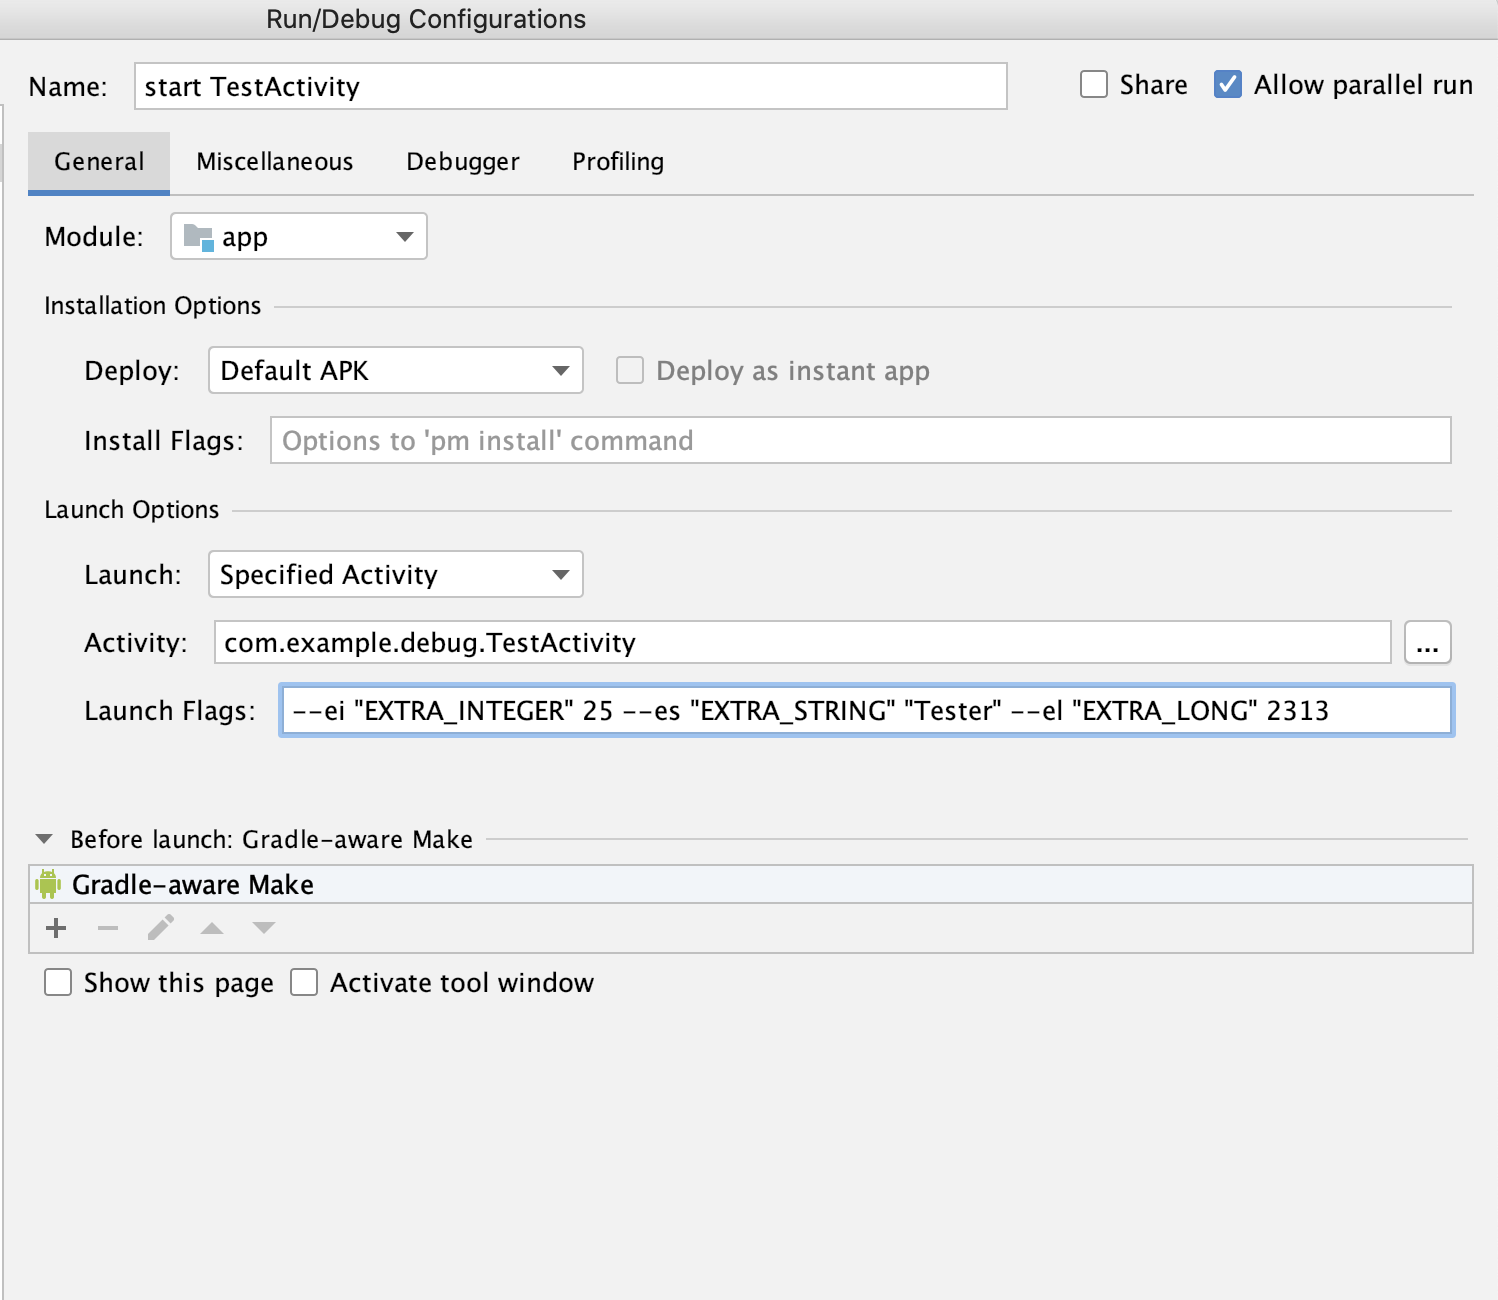 Run/Debug Configurations
Name: start TestActivity Share Allow parallel run
General Miscellaneous Debugger Profiling
Module: app
Installation Options
Deploy: Default APK Deploy as instant app
Install Flags: Options to 'pm install' command
Launch Options
Launch: Specified Activity
Activity: com.example.debug.TestActivity ...
Launch Flags: --ei "EXTRA_INTEGER" 25 --es "EXTRA_STRING" "Tester" --el "EXTRA_LONG" 2313
Before launch: Gradle-aware Make
Gradle-aware Make
Show this page Activate tool window